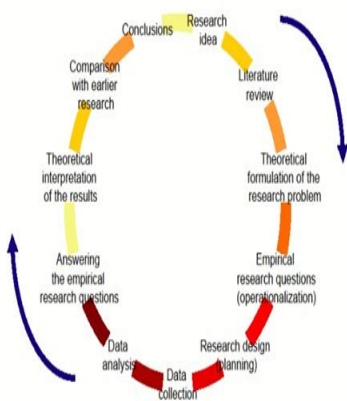 Research
idea
Literature
review
Theoretical
formulation of the
research problem
Empirical
research questions
(operationalization)
Research design
(planning)
Data
collection
Data
analysis
Answering
the empirical
research questions
Theoretical
interpretation
of the results
Comparison
with earlier
research
Conclusions